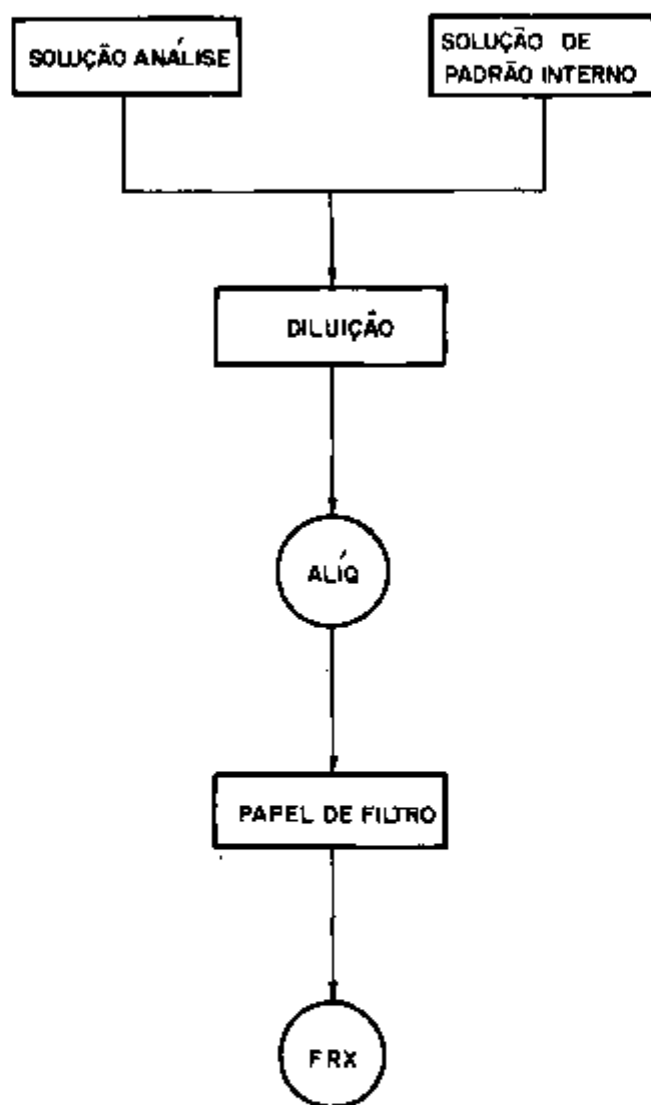 SOLUÇÃO ANÁLISE
SOLUÇÃO DE
PADRÃO INTERNO
DILUIÇÃO
ALÍQ
PAPEL DE FILTRO
FRX